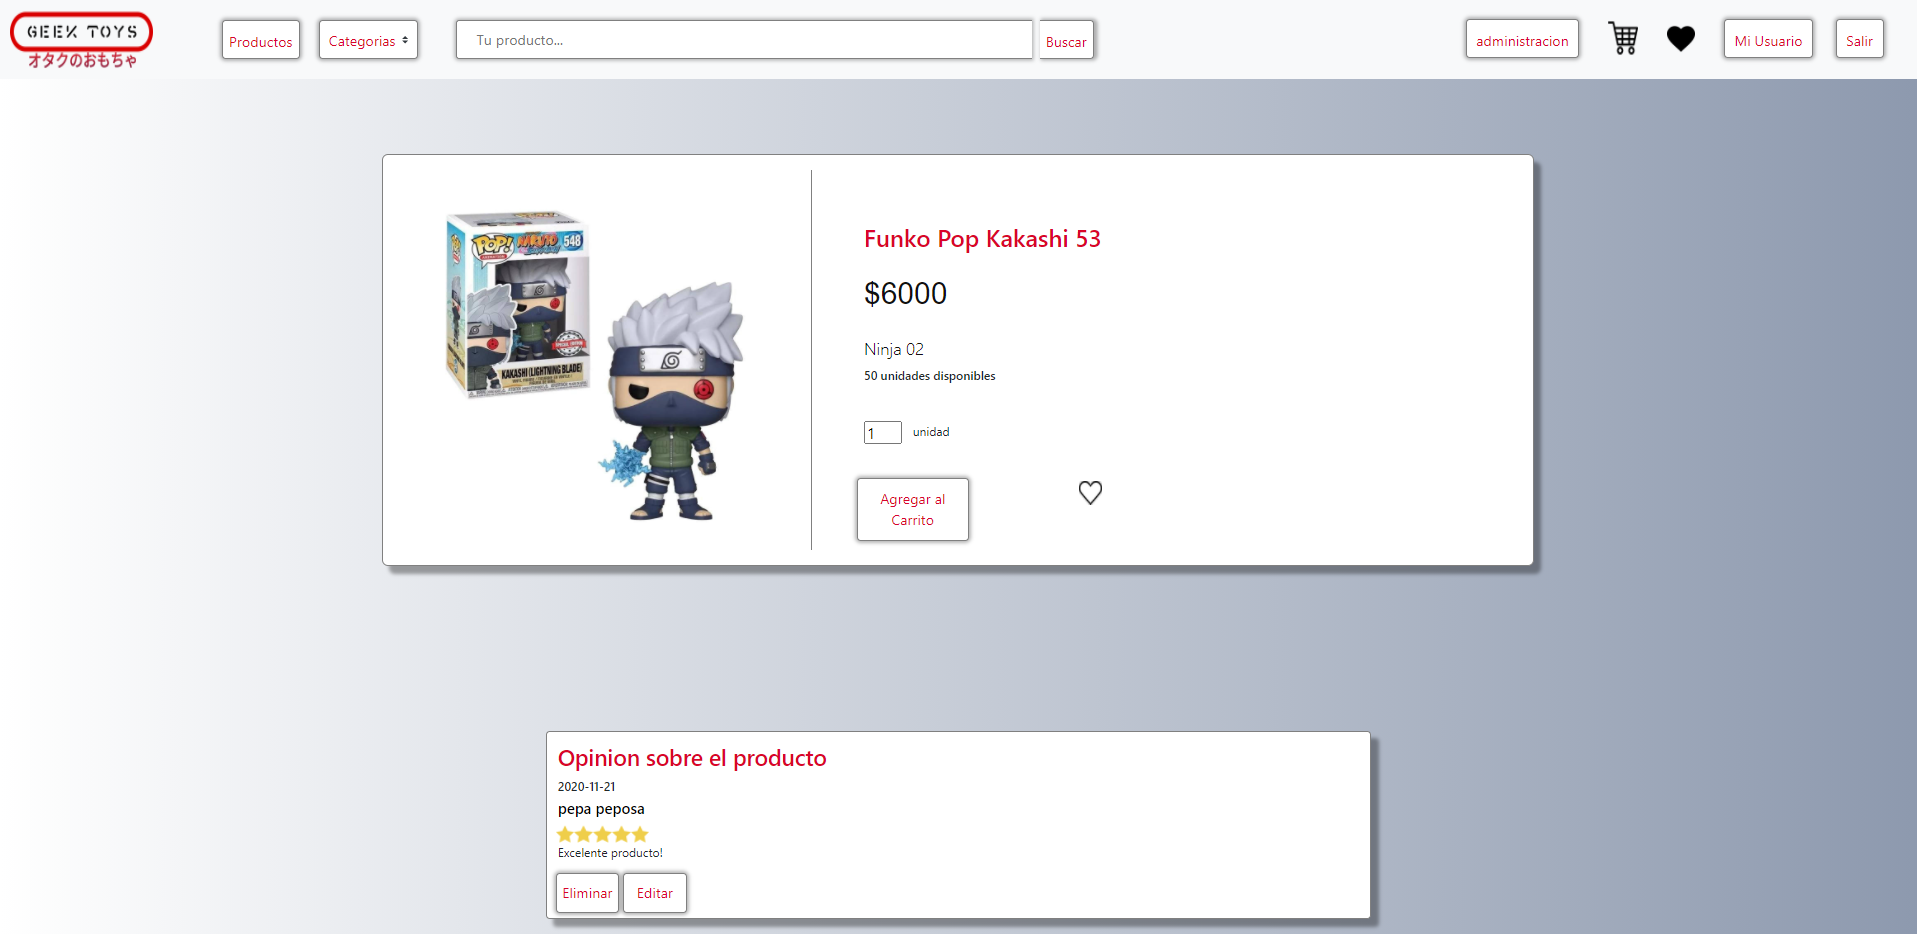 GEEK TOYS
オタクのおもちゃ
Productos
Categorias
Tu producto...
Buscar
administracion
Mi Usuario
Salir
POP!
NARUTO
548
SPECIAL EDITION
KAKASHI (LIGHTNING BLADE)
Funko Pop Kakashi 53
$6000
Ninja 02
50 unidades disponibles
1 unidad
Agregar al
Carrito
Opinion sobre el producto
2020-11-21
pepa peposa
Excelente producto!
Eliminar
Editar